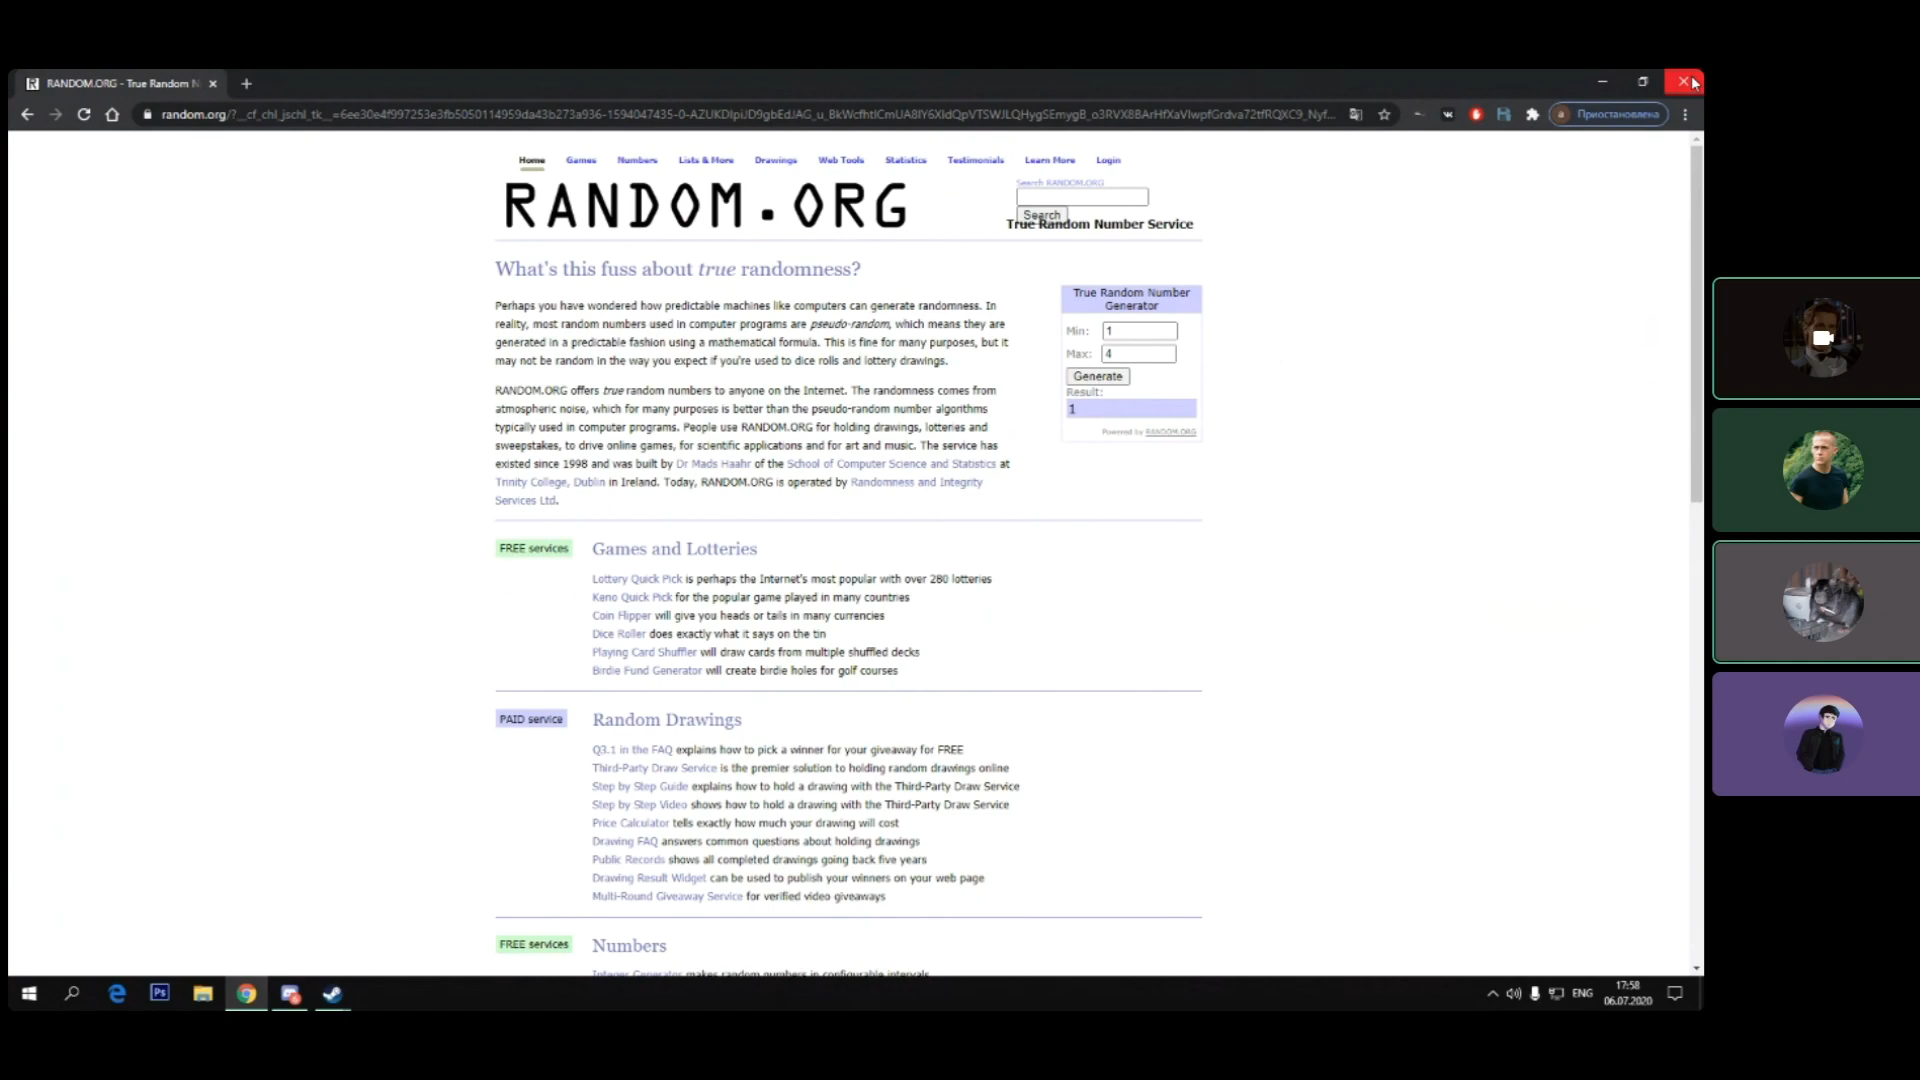 RANDOM.ORG - True Random N
random.org/?__cf_chl_jschl_tk__=
Приостановлена
Home Games Numbers Lists & More Drawings Web Tools Statistics Testimonials Learn More Login
Search RANDOM.ORG
RANDOM.ORG
Search
True Random Number Service
What's this fuss about true randomness?
Perhaps you have wondered how predictable machines like computers can generate randomness. In
reality, most random numbers used in computer programs are pseudo-random, which means they are
generated in a predictable fashion using a mathematical formula. This is fine for many purposes, but it
may not be random in the way you expect if you're used to dice rolls and lottery drawings.
RANDOM.ORG offers true random numbers to anyone on the Internet. The randomness comes from
atmospheric noise, which for many purposes is better than the pseudo-random number algorithms
typically used in computer programs. People use RANDOM.ORG for holding drawings, lotteries and
sweepstakes, to drive online games, for scientific applications and for art and music. The service has
existed since 1998 and was built by Dr Mads Haahr of the School of Computer Science and Statistics at
Trinity College, Dublin in Ireland. Today, RANDOM.ORG is operated by Randomness and Integrity
Services Ltd.
True Random Number
Generator
Min: 1
Max: 4
Generate
Result:
1
Powered by RANDOM.ORG
FREE services
Games and Lotteries
Lottery Quick Pick is perhaps the Internet's most popular with over 280 lotteries
Keno Quick Pick for the popular game played in many countries
Coin Flipper will give you heads or tails in many currencies
Dice Roller does exactly what it says on the tin
Playing Card Shuffler will draw cards from multiple shuffled decks
Birdie Fund Generator will create birdie holes for golf courses
PAID service
Random Drawings
Q3.1 in the FAQ explains how to pick a winner for your giveaway for FREE
Third-Party Draw Service is the premier solution to holding random drawings online
Step by Step Guide explains how to hold a drawing with the Third-Party Draw Service
Step by Step Video shows how to hold a drawing with the Third-Party Draw Service
Price Calculator tells exactly how much your drawing will cost
Drawing FAQ answers common questions about holding drawings
Public Records shows all completed drawings going back five years
Drawing Result Widget can be used to publish your winners on your web page
Multi-Round Giveaway Service for verified video giveaways
FREE services
Numbers
Integer Generator makes random numbers in configurable intervals
Ps
ENG
17:58
06.07.2020